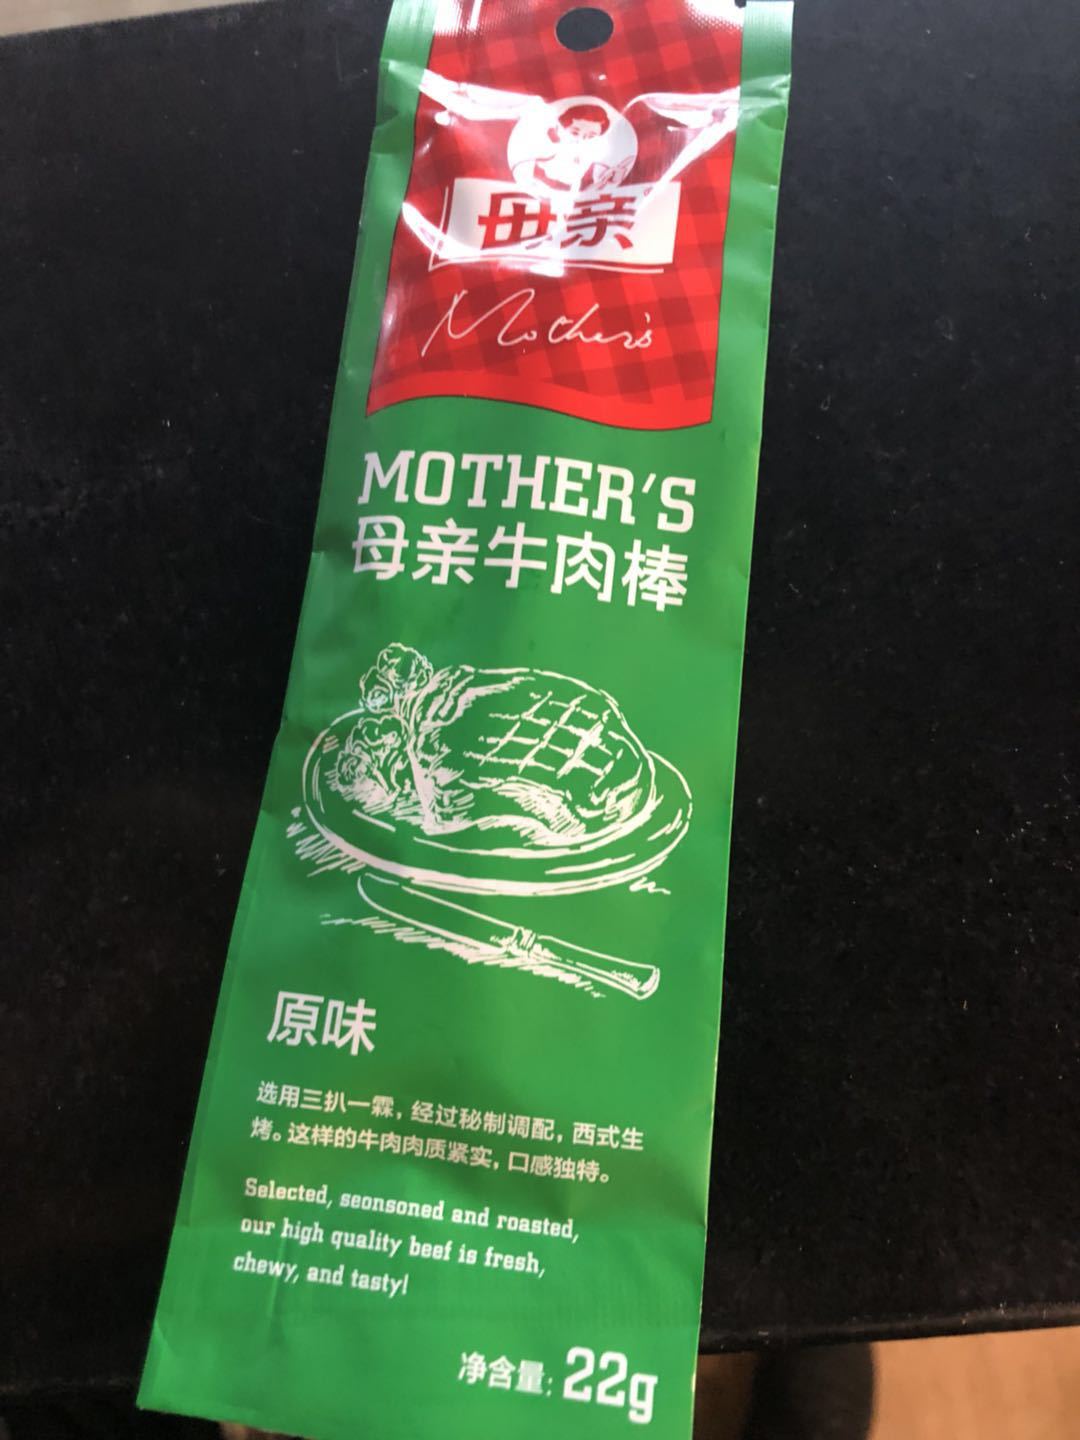 母亲
Mother's
MOTHER'S
母亲牛肉棒
原味
选用三扒一霖，经过秘制调配，西式生
烤。这样的牛肉肉质紧实，口感独特。
Selected, seonsoned and roasted,
our high quality beef is fresh,
chewy, and tasty!
净含量：22g